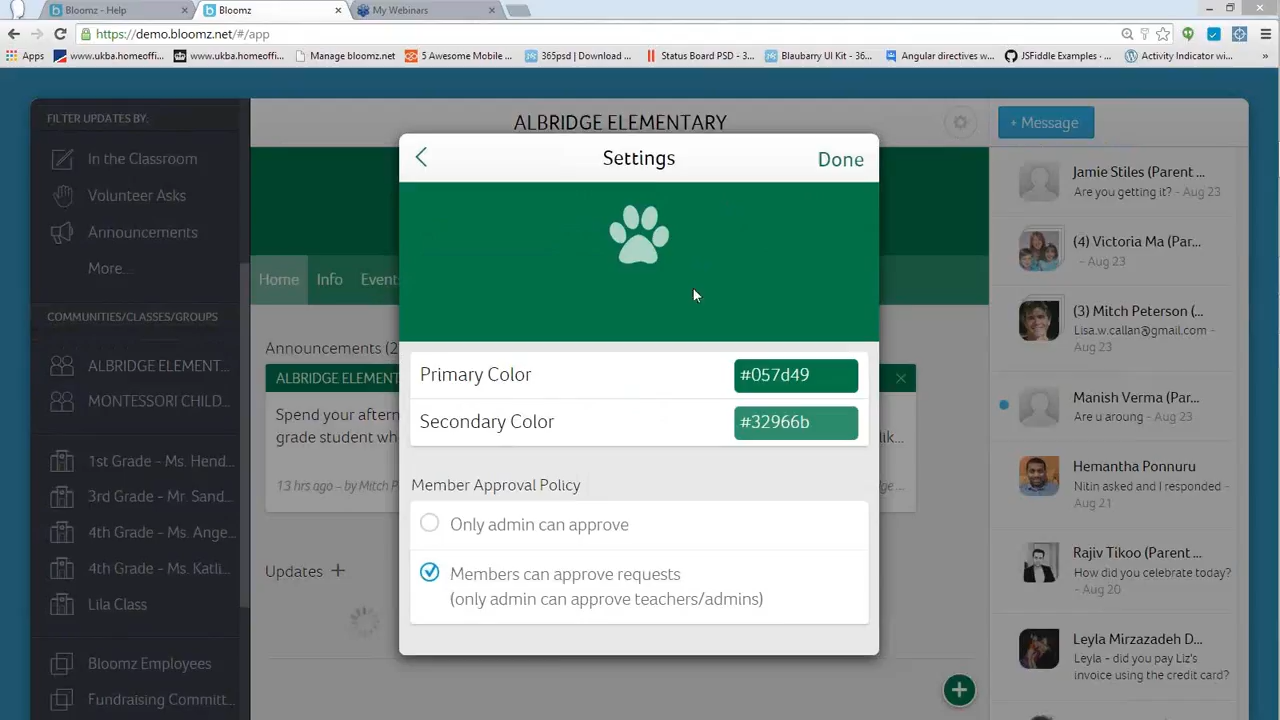 Bloomz - Help
Bloomz
My Webinars
https://demo.bloomz.net/#/app
Apps
www.ukba.homeoffi...
www.ukba.homeoffi...
Manage bloomz.net
5 Awesome Mobile ...
365psd | Download ...
Status Board PSD - 3...
Blaubarry UI Kit - 36...
Angular directives w...
JSFiddle Examples · ...
Activity Indicator wi...
»
FILTER UPDATES BY.
In the Classroom
Volunteer Asks
Announcements
More...
COMMUNITIES/CLASSES/GROUPS
ALBRIDGE ELEMENT...
MONTESSORI CHILD...
1st Grade - Ms. Hend...
3rd Grade - Mr. Sand...
4th Grade - Ms. Ange...
4th Grade - Ms. Katli...
Lila Class
Bloomz Employees
Fundraising Committ...
ALBRIDGE ELEMENTARY
Home
Info
Event
Announcements (2
ALBRIDGE ELEMENT
Spend your aftern
grade student wh
lik...
13 hrs ago – by Mitch P
dge ...
Updates +
Settings
Done
Primary Color
#057d49
Secondary Color
#32966b
Member Approval Policy
Only admin can approve
Members can approve requests
(only admin can approve teachers/admins)
+ Message
Jamie Stiles (Parent ...
Are you getting it? - Aug 23
(4) Victoria Ma (Par...
- Aug 23
(3) Mitch Peterson (...
Lisa.w.callan@gmail.com -
Aug 23
Manish Verma (Par...
Are u aroung - Aug 23
Hemantha Ponnuru
Nitin asked and I responded -
Aug 21
Rajiv Tikoo (Parent ...
How did you celebrate today?
- Aug 20
Leyla Mirzazadeh D...
Leyla - did you pay Liz's
invoice using the credit card?